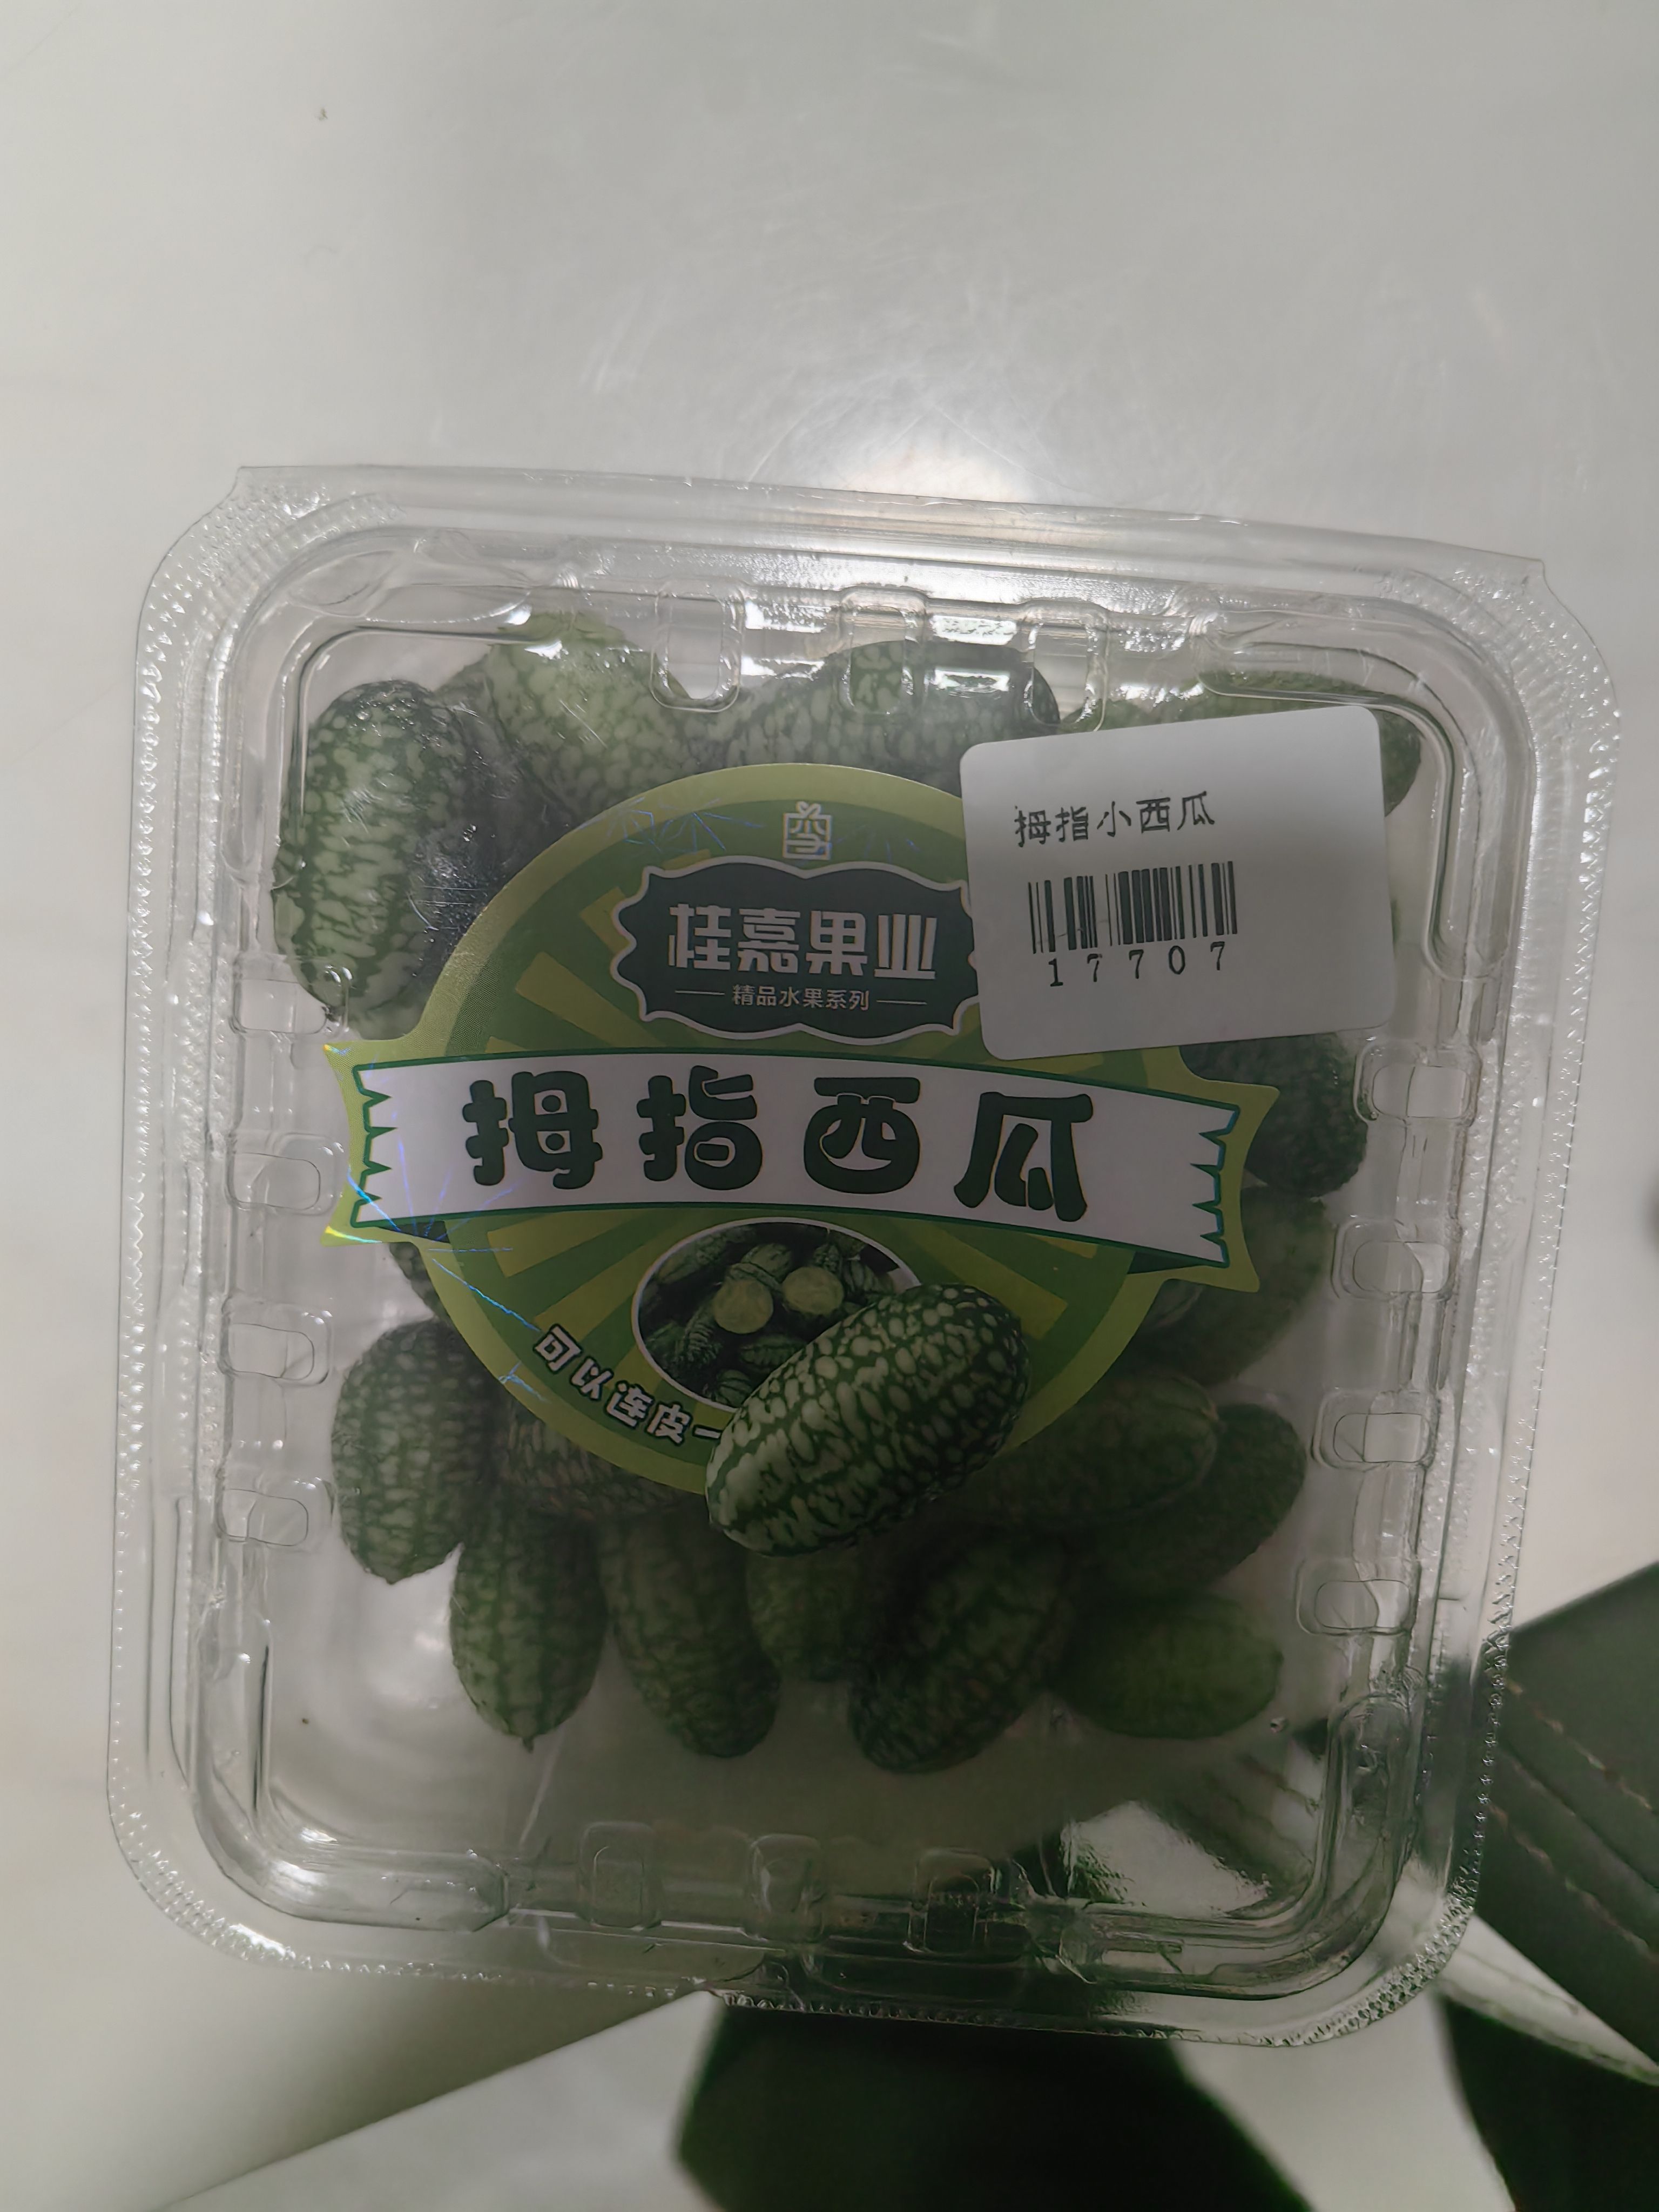 拇指小西瓜
17707
桂嘉果业
精品水果系列
拇指西瓜
可以连皮一